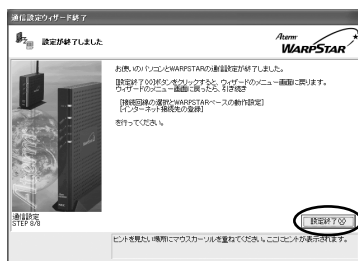 通信設定ウィザード終了
設定が終了しました
Aterm
WARPSTAR
お使いのパソコンとWARPSTARの通信設定が終了しました。
[設定終了(X)]ボタンをクリックすると、ウィザードのメニュー画面に戻ります。
ウィザードのメニュー画面に戻ったら、引き続き
[接続回線の選択とWARPSTARベースの動作設定]
[インターネット接続先の登録]
を行ってください。
通信設定
STEP 8/8
設定終了(X)
ヒントを見たい場所にマウスカーソルを重ねてください。ここにヒントが表示されます。